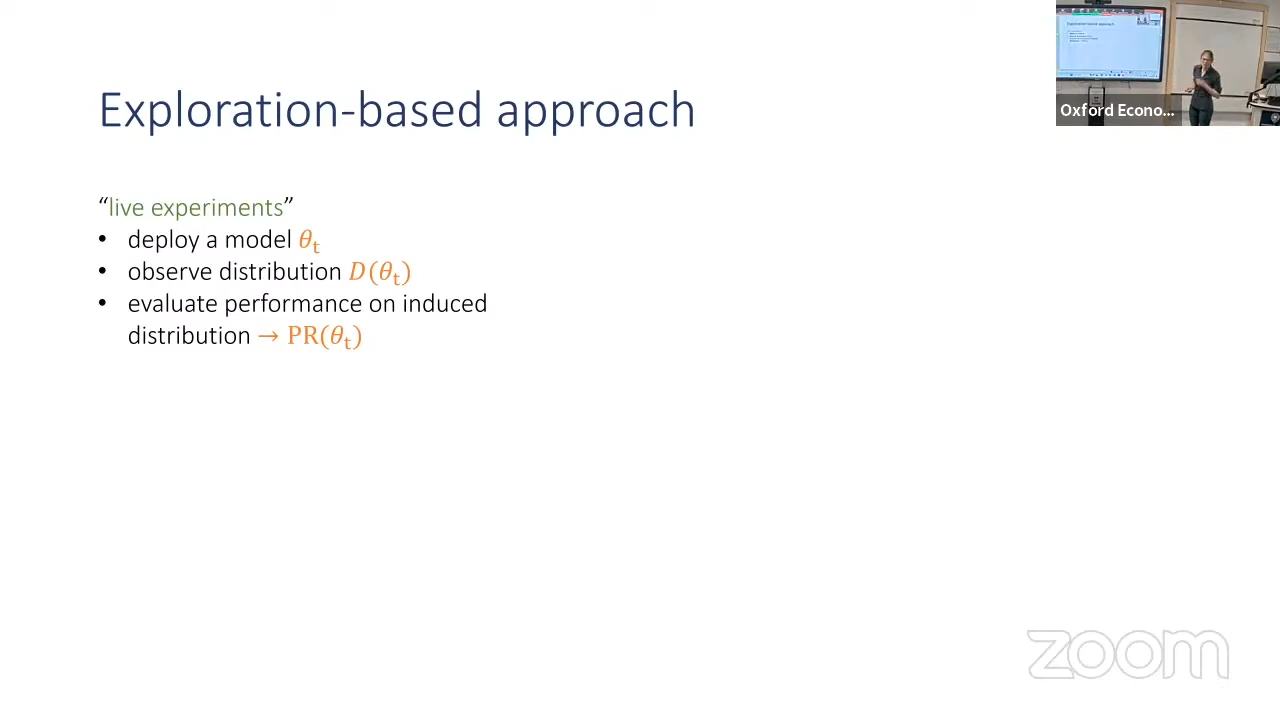 Exploration-based approach
Oxford Econo...
“live experiments”
• deploy a model θt
• observe distribution D(θt)
• evaluate performance on induced
distribution → PR(θt)
zoom